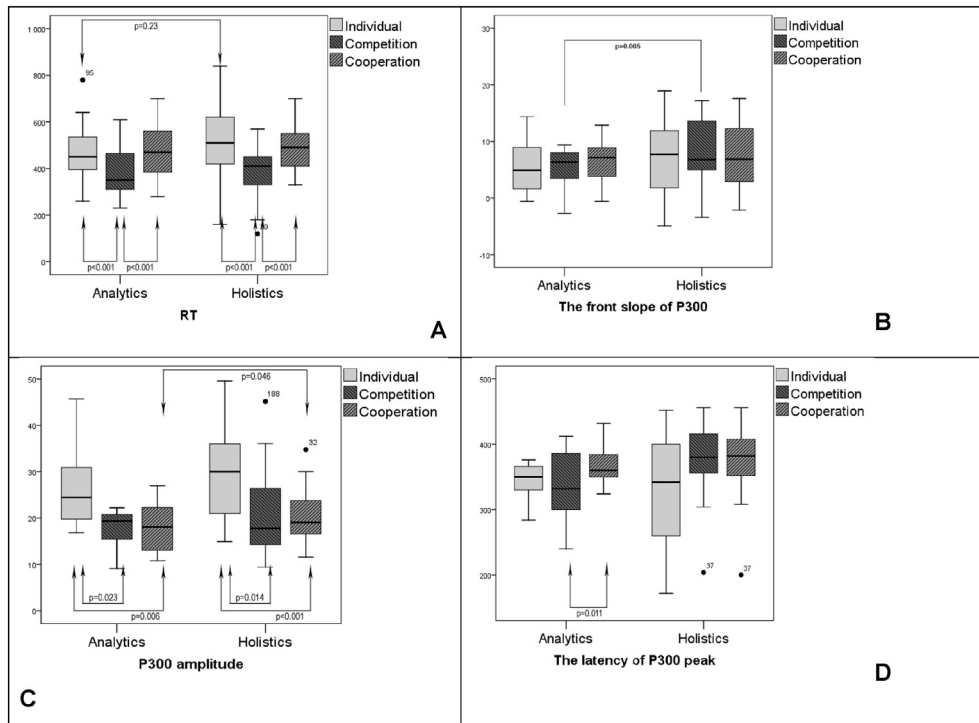 p=0.23
Individual
Competition
Cooperation
1 000
800
600
400
200
0
95
39
p<0.001
p<0.001
p<0.001
p<0.001
Analytics
Holistics
RT
A
p=0.005
Individual
Competition
Cooperation
30
20
10
0
-10
Analytics
Holistics
The front slope of P300
B
p=0.046
Individual
Competition
Cooperation
50
40
30
20
10
0
188
32
p=0.023
p=0.006
p=0.014
p<0.001
Analytics
Holistics
P300 amplitude
C
Individual
Competition
Cooperation
500
400
300
200
37
37
p=0.011
Analytics
Holistics
The latency of P300 peak
D